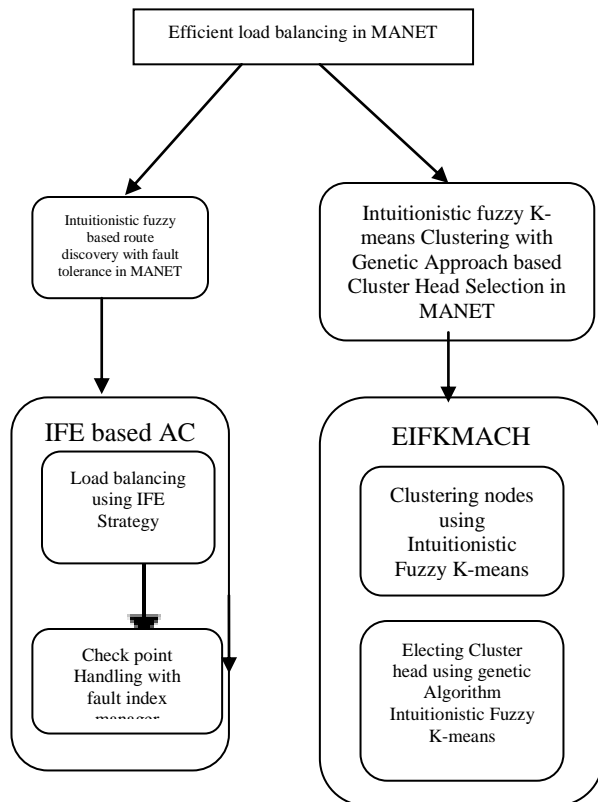 Efficient load balancing in MANET
Intuitionistic fuzzy
based route
discovery with fault
tolerance in MANET
Intuitionistic fuzzy K-
means Clustering with
Genetic Approach based
Cluster Head Selection in
MANET
IFE based AC
Load balancing
using IFE
Strategy
Check point
Handling with
fault index
manager
EIFKMACH
Clustering nodes
using
Intuitionistic
Fuzzy K-means
Electing Cluster
head using genetic
Algorithm
Intuitionistic Fuzzy
K-means